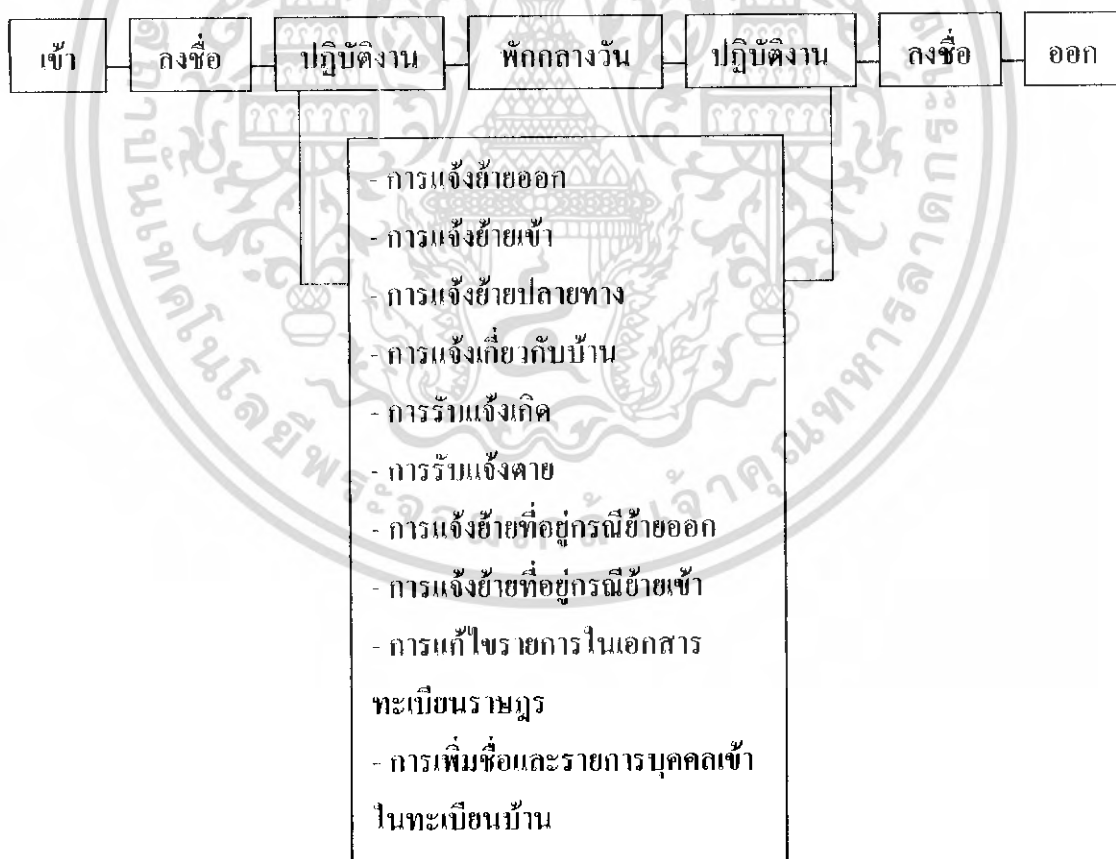 เข้า
ลงชื่อ
ปฏิบัติงาน
พักกลางวัน
ปฏิบัติงาน
ลงชื่อ
ออก
- การแจ้งย้ายออก
- การแจ้งย้ายเข้า
- การแจ้งย้ายปลายทาง
- การแจ้งเกี่ยวกับบ้าน
- การรับแจ้งเกิด
- การรับแจ้งตาย
- การแจ้งย้ายที่อยู่กรณีย้ายออก
- การแจ้งย้ายที่อยู่กรณีย้ายเข้า
- การแก้ไขรายการในเอกสาร
ทะเบียนราษฎร
- การเพิ่มชื่อและรายการบุคคลเข้า
ในทะเบียนบ้าน